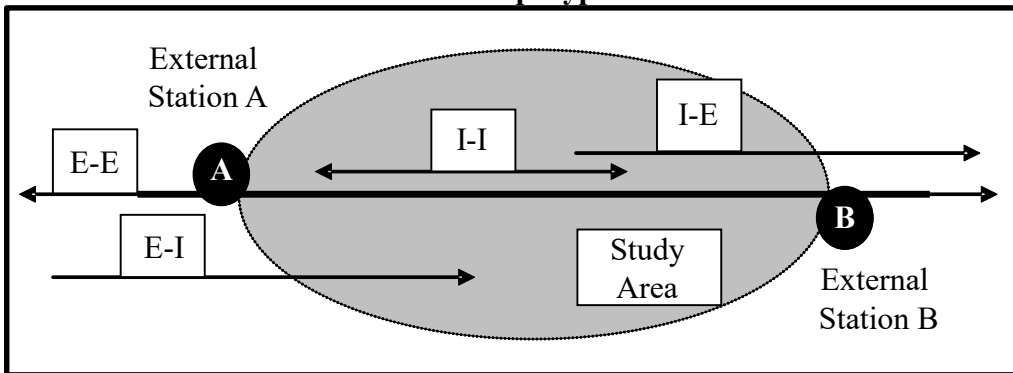 External
Station A
E-E
A
I-I
I-E
E-I
B
Study
Area
External
Station B